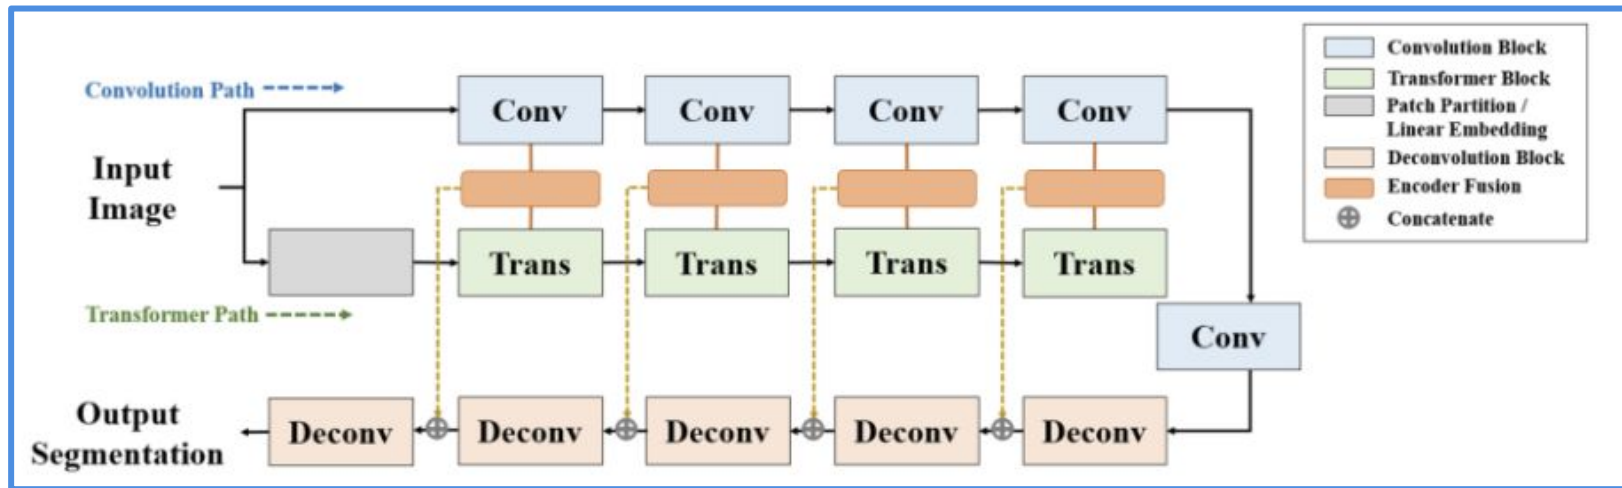 Convolution Path
Conv
Conv
Conv
Conv
Input
Image
Trans
Trans
Trans
Trans
Transformer Path
Conv
Output
Segmentation
Deconv
Deconv
Deconv
Deconv
Deconv
Convolution Block
Transformer Block
Patch Partition /
Linear Embedding
Deconvolution Block
Encoder Fusion
Concatenate